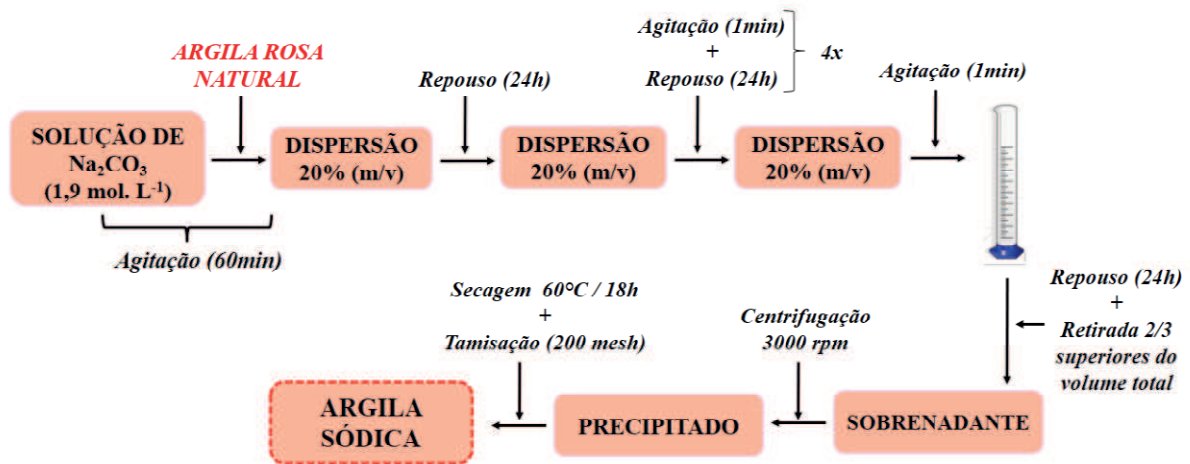 ARGILA ROSA
NATURAL
Repouso (24h)
Agitação (1min)
+
Repouso (24h)
4x
Agitação (1min)
SOLUÇÃO DE
Na₂CO₃
(1,9 mol. L⁻¹)
DISPERSÃO
20% (m/v)
DISPERSÃO
20% (m/v)
DISPERSÃO
20% (m/v)
Agitação (60min)
Repouso (24h)
+
Retirada 2/3
superiores do
volume total
Secagem 60°C / 18h
+
Tamisação (200 mesh)
Centrifugação
3000 rpm
ARGILA
SÓDICA
PRECIPITADO
SOBRENADANTE